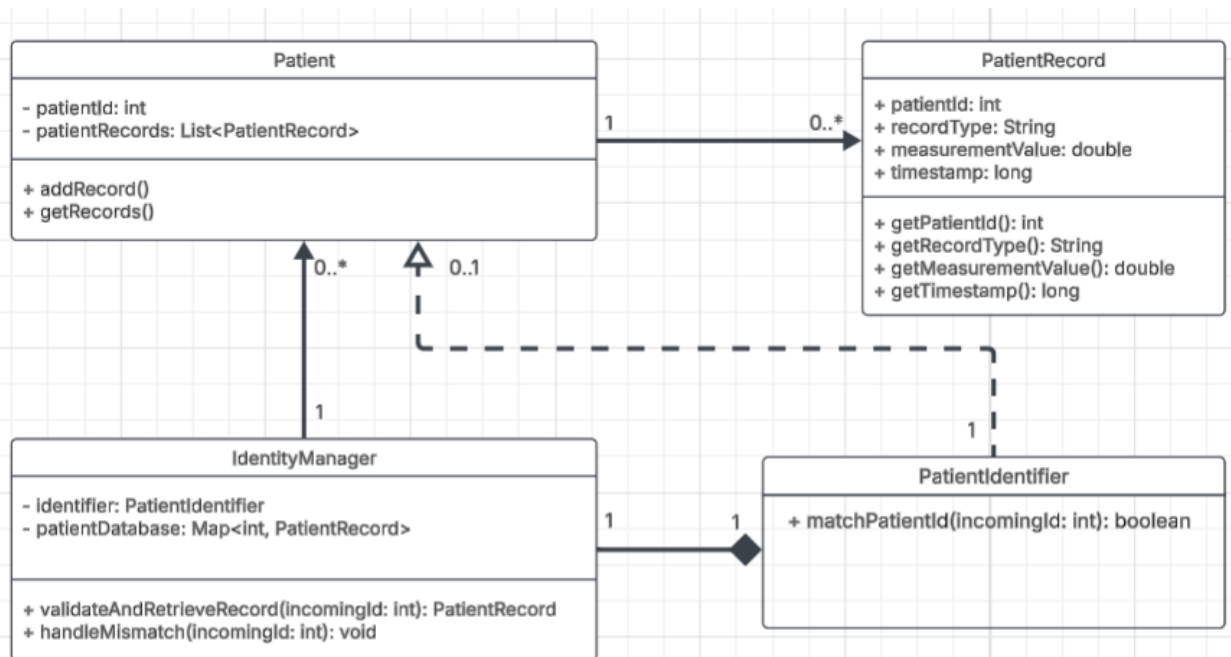 Patient
- patientId: int
- patientRecords: List<PatientRecord>
+ addRecord()
+ getRecords()
1
0..*
PatientRecord
+ patientId: int
+ recordType: String
+ measurementValue: double
+ timestamp: long
+ getPatientId(): int
+ getRecordType(): String
+ getMeasurementValue(): double
+ getTimestamp(): long
0..*
0..1
1
1
IdentityManager
- identifier: PatientIdentifier
- patientDatabase: Map<int, PatientRecord>
+ validateAndRetrieveRecord(incomingId: int): PatientRecord
+ handleMismatch(incomingId: int): void
1
1
PatientIdentifier
+ matchPatientId(incomingId: int): boolean